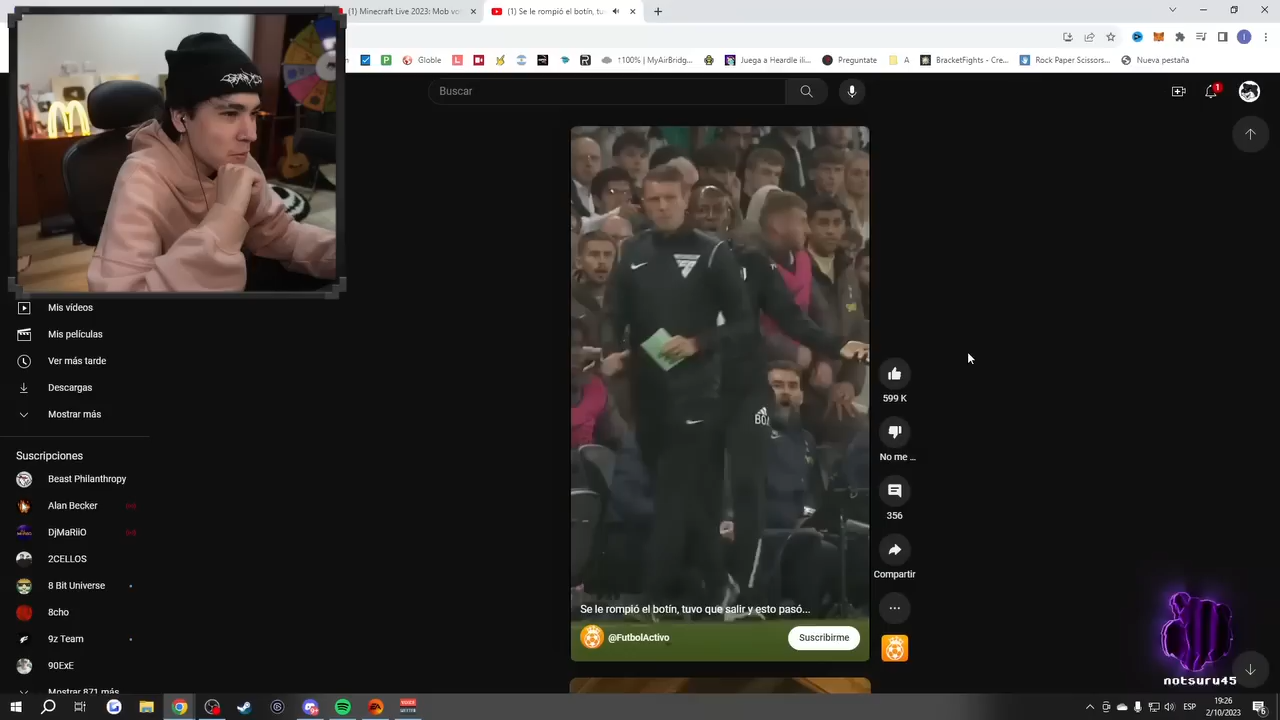 (1) Minecraft Live 2023: Mob vo
(1) Se le rompió el botín, tu
Globle
↑100% | MyAirBridg...
Juega a Heardle ili...
Preguntate
A
BracketFights - Cre...
Rock Paper Scissors...
Nueva pestaña
Buscar
1
Mis vídeos
Mis películas
Ver más tarde
Descargas
Mostrar más
Suscripciones
Beast Philanthropy
Alan Becker
DjMaRiiO
2CELLOS
8 Bit Universe
8cho
9z Team
90ExE
Mostrar 871 más
599 K
No me ...
356
Compartir
Se le rompió el botín, tuvo que salir y esto pasó...
@FutbolActivo
Suscribirme
notsuru45
ESP
19:26
2/10/2023